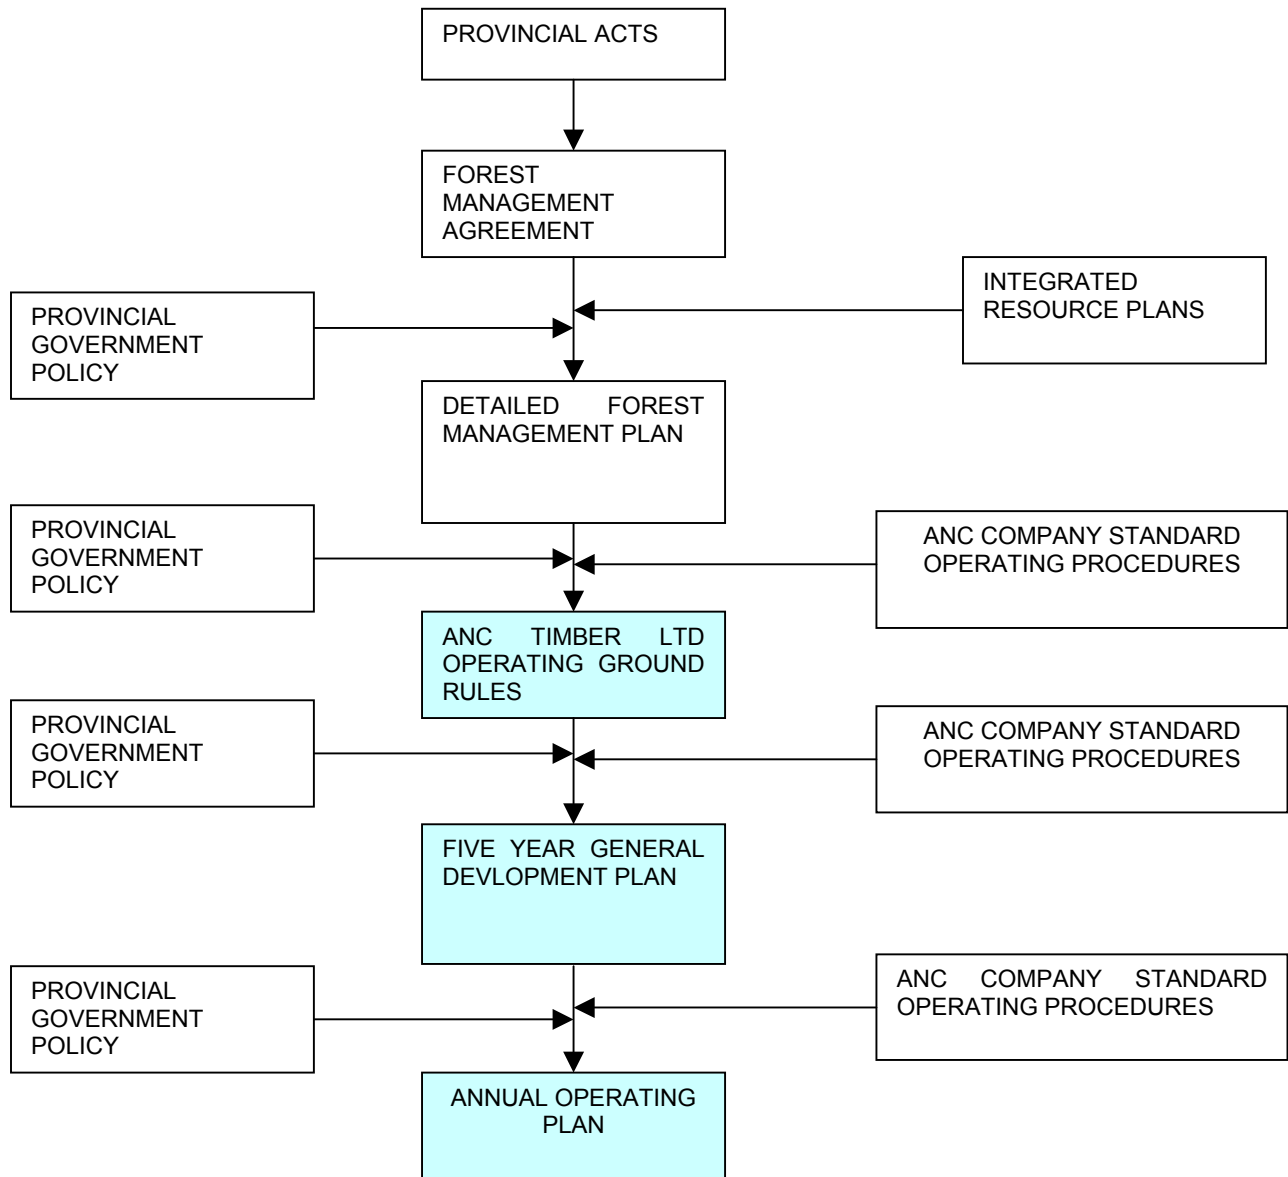 PROVINCIAL ACTS
FOREST
MANAGEMENT
AGREEMENT
INTEGRATED
RESOURCE PLANS
PROVINCIAL
GOVERNMENT
POLICY
DETAILED FOREST
MANAGEMENT PLAN
PROVINCIAL
GOVERNMENT
POLICY
ANC COMPANY STANDARD
OPERATING PROCEDURES
ANC TIMBER LTD
OPERATING GROUND
RULES
PROVINCIAL
GOVERNMENT
POLICY
ANC COMPANY STANDARD
OPERATING PROCEDURES
FIVE YEAR GENERAL
DEVLOPMENT PLAN
PROVINCIAL
GOVERNMENT
POLICY
ANC COMPANY STANDARD
OPERATING PROCEDURES
ANNUAL OPERATING
PLAN